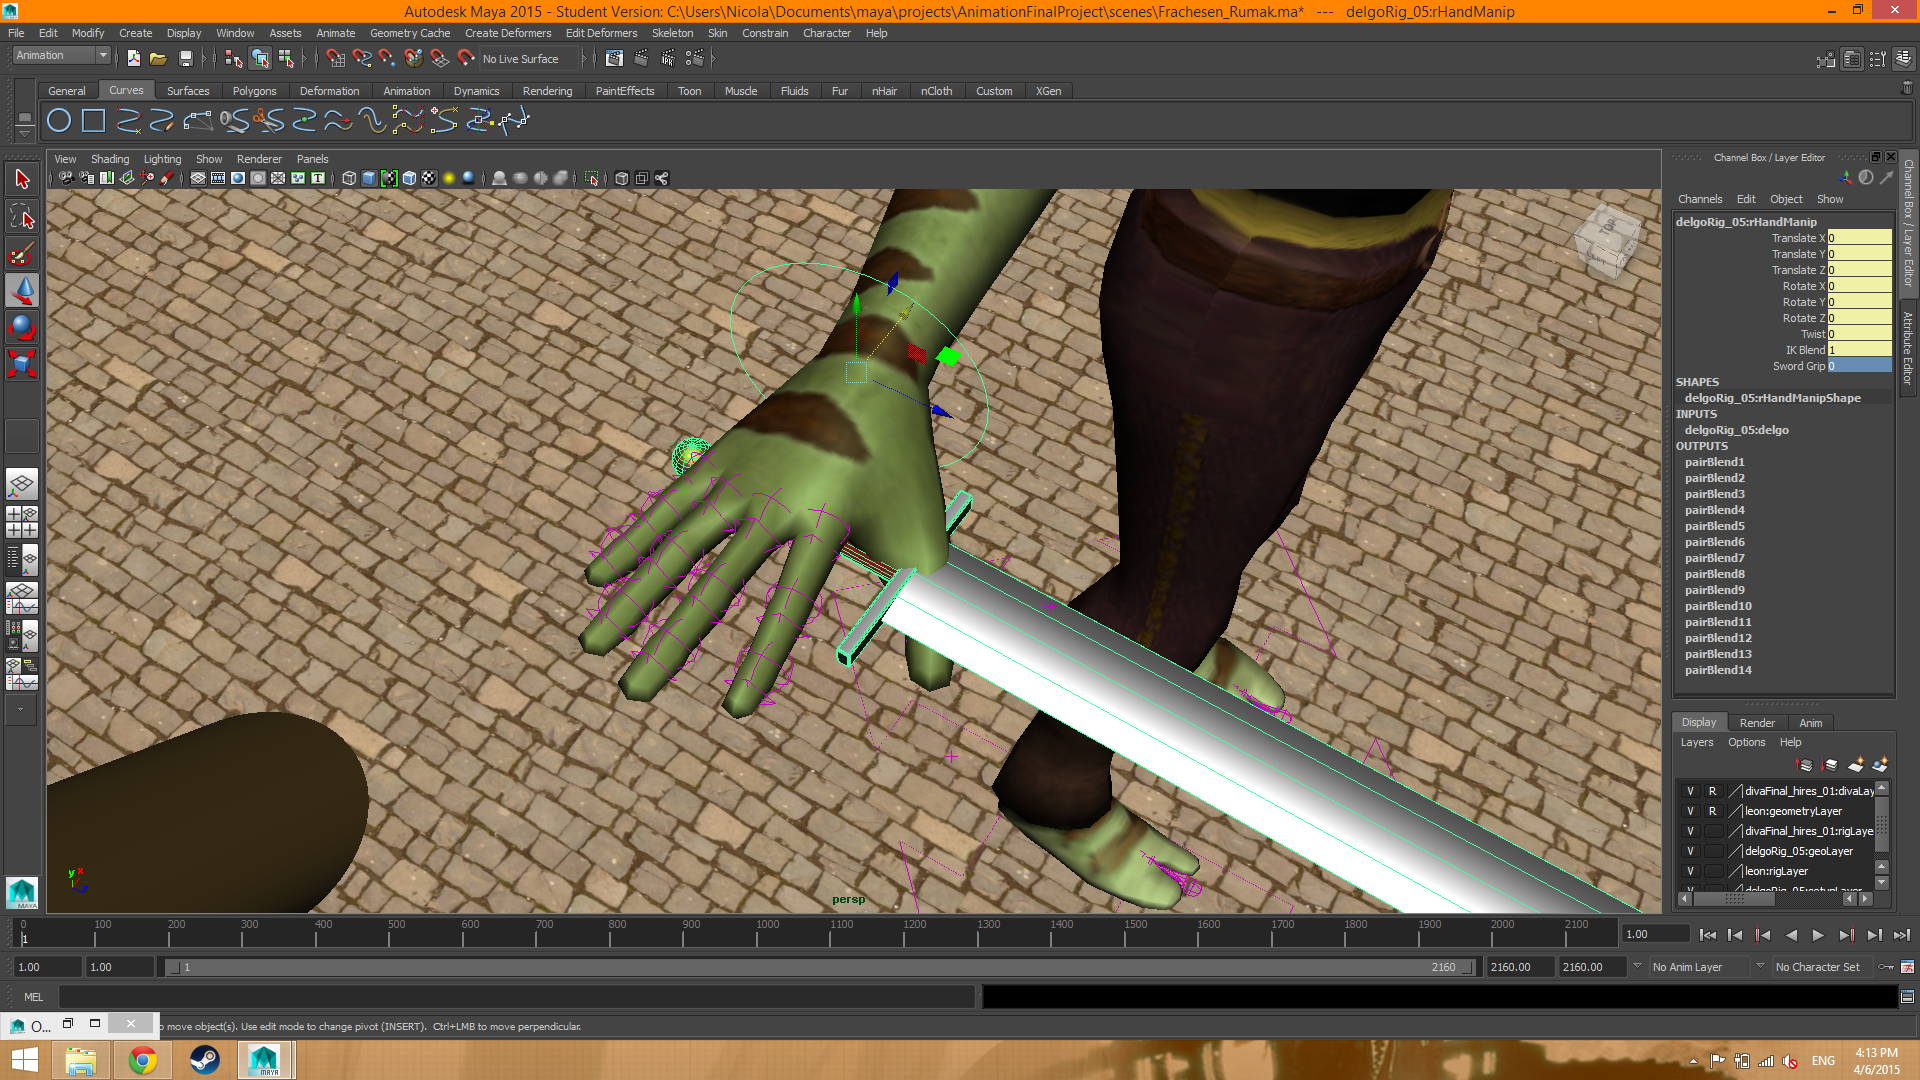 Autodesk Maya 2015 - Student Version: C:\Users\Nicola\Documents\maya\projects\AnimationFinalProject\scenes\Frachesen_Rumak.ma*   ---   delgoRig_05:rHandManip
File Edit Modify Create Display Window Assets Animate Geometry Cache Create Deformers Edit Deformers Skeleton Skin Constrain Character Help
Animation No Live Surface
General Curves Surfaces Polygons Deformation Animation Dynamics Rendering PaintEffects Toon Muscle Fluids Fur nHair nCloth Custom XGen
View Shading Lighting Show Renderer Panels
TOP
persp
Channel Box / Layer Editor
Channels Edit Object Show
delgoRig_05:rHandManip
Translate X 0
Translate Y 0
Translate Z 0
Rotate X 0
Rotate Y 0
Rotate Z 0
Twist 0
IK Blend 1
Sword Grip 0
SHAPES
delgoRig_05:rHandManipShape
INPUTS
delgoRig_05:delgo
OUTPUTS
pairBlend1
pairBlend2
pairBlend3
pairBlend4
pairBlend5
pairBlend6
pairBlend7
pairBlend8
pairBlend9
pairBlend10
pairBlend11
pairBlend12
pairBlend13
pairBlend14
Channel Box / Layer Editor
Attribute Editor
Display Render Anim
Layers Options Help
V R divaFinal_hires_01:divaLay
V R leon:geometryLayer
V divaFinal_hires_01:rigLaye
V delgoRig_05:geoLayer
V leon:rigLayer
0 100 200 300 400 500 600 700 800 900 1000 1100 1200 1300 1400 1500 1600 1700 1800 1900 2000 2100
1
1.00
1.00 1.00 1 2160 2160.00 2160.00 No Anim Layer No Character Set
MEL
O... o move object(s). Use edit mode to change pivot (INSERT).  Ctrl+LMB to move perpendicular.
MAYA
ENG 4:13 PM
4/6/2015